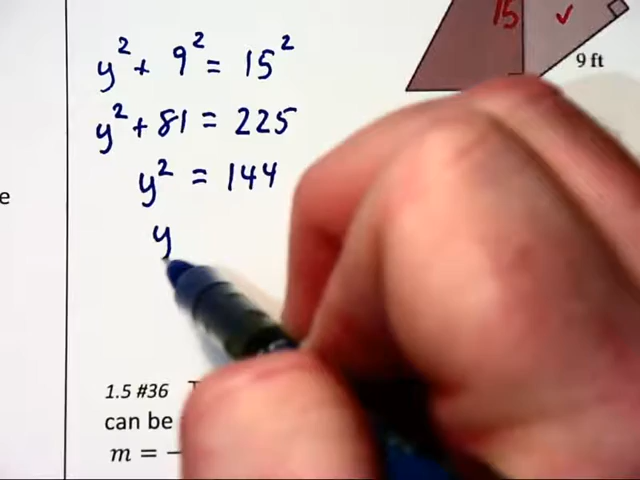 15 ✓
9 ft
y² + 9² = 15²
y² + 81 = 225
y² = 144
y
e
1.5 #36
can be
m = −